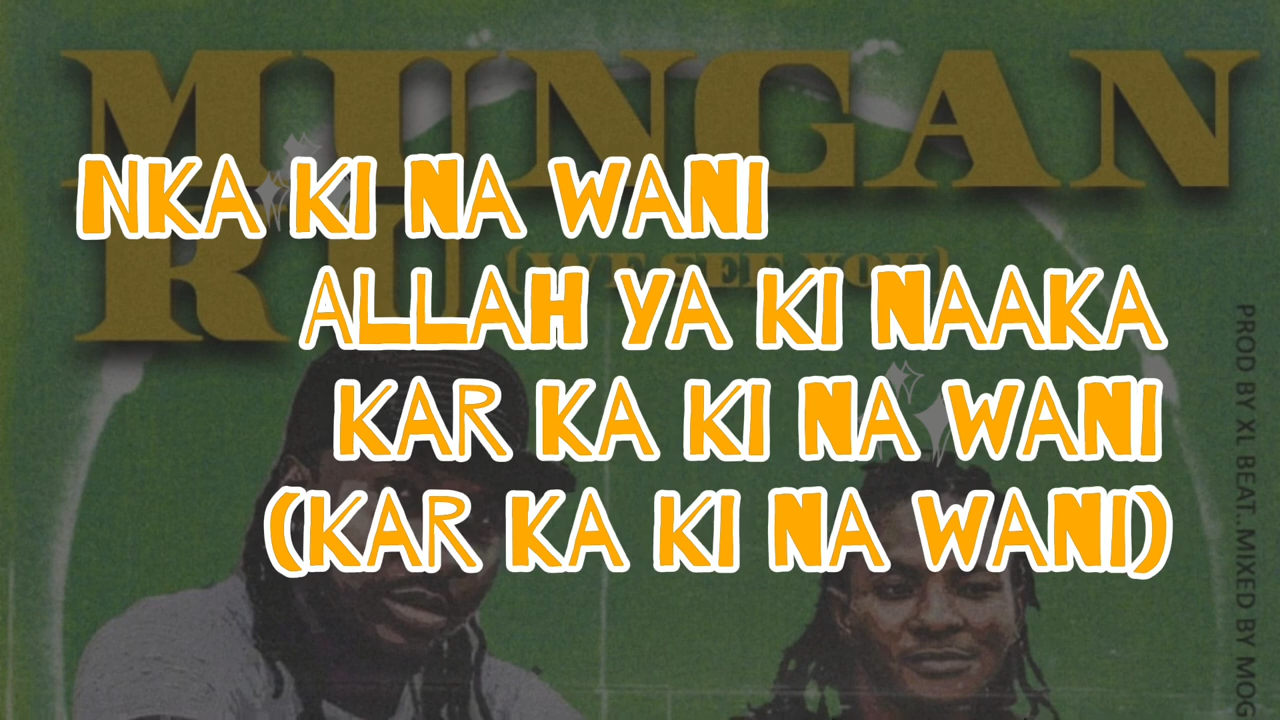 MUNGAN
KU
(WE SEE YOU)
NKA KI NA WANI
ALLAH YA KI NAAKA
KAR KA KI NA WANI
(KAR KA KI NA WANI)
PROD BY XL BEAT..MIXED BY MOG